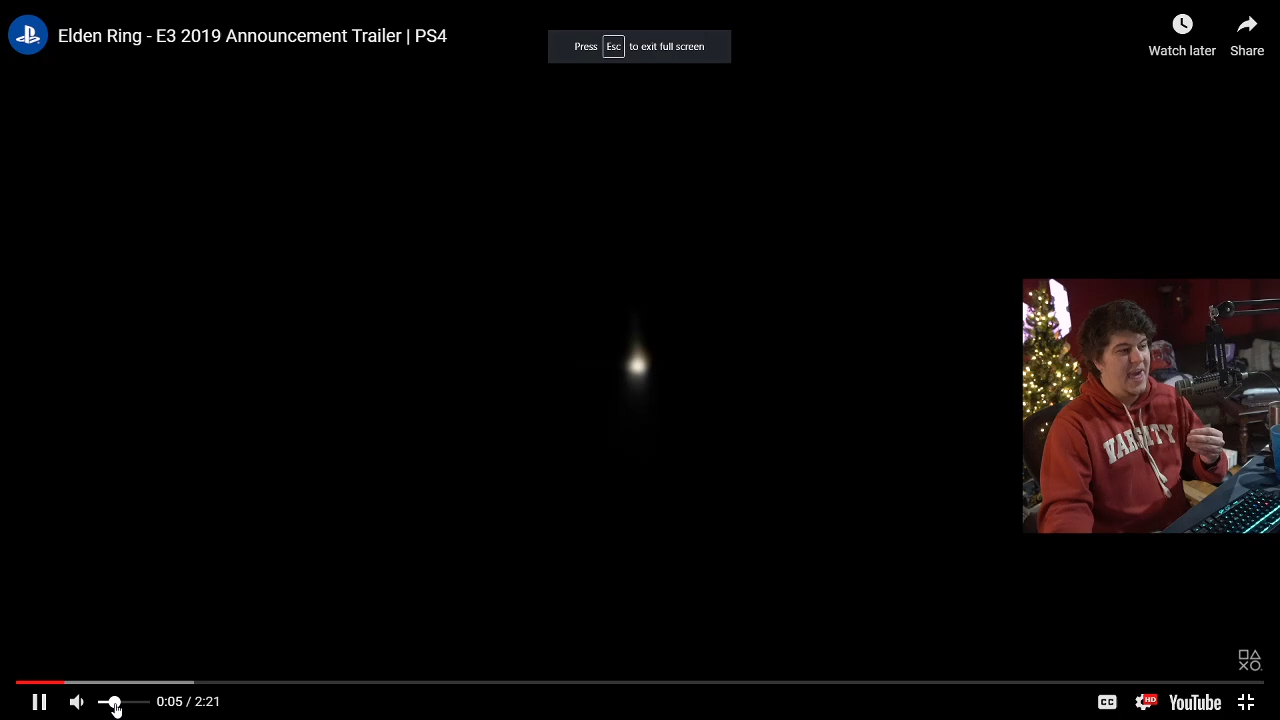 Elden Ring - E3 2019 Announcement Trailer | PS4
Press Esc to exit full screen
Watch later
Share
VARSITY
0:05 / 2:21
CC
HD
YouTube